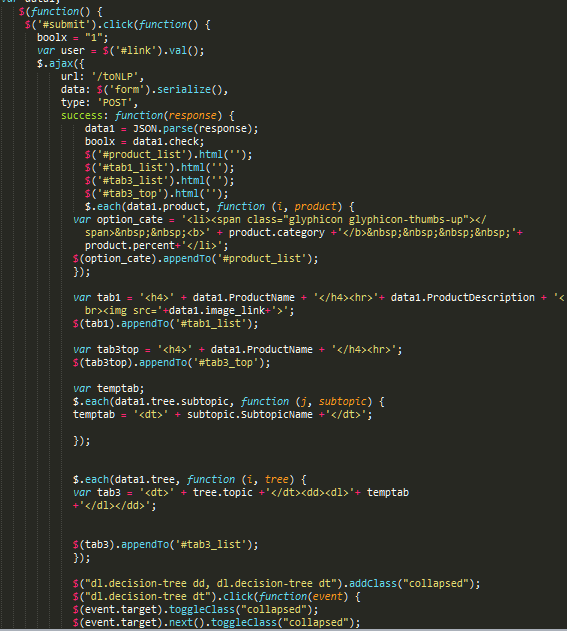 $(function() {
$('#submit').click(function() {
boolx = "1";
var user = $('#link').val();
$.ajax({
url: '/toNLP',
data: $('form').serialize(),
type: 'POST',
success: function(response) {
data1 = JSON.parse(response);
boolx = data1.check;
$('#product_list').html('');
$('#tab1_list').html('');
$('#tab3_list').html('');
$('#tab3_top').html('');
$.each(data1.product, function (i, product) {
var option_cate = '<li><span class="glyphicon glyphicon-thumbs-up"></
span>&nbsp;&nbsp;<b>' + product.category +'</b>&nbsp;&nbsp;&nbsp;&nbsp;'+
product.percent+'</li>';
$(option_cate).appendTo('#product_list');
});
var tab1 = '<h4>' + data1.ProductName + '</h4><hr>'+ data1.ProductDescription + '<
br><img src='+data1.image_link+'>';
$(tab1).appendTo('#tab1_list');
var tab3top = '<h4>' + data1.ProductName + '</h4><hr>';
$(tab3top).appendTo('#tab3_top');
var temptab;
$.each(data1.tree.subtopic, function (j, subtopic) {
temptab = '<dt>' + subtopic.SubtopicName +'</dt>';
});
$.each(data1.tree, function (i, tree) {
var tab3 = '<dt>' + tree.topic +'</dt><dd><dl>'+ temptab
+'</dl></dd>';
$(tab3).appendTo('#tab3_list');
});
$("dl.decision-tree dd, dl.decision-tree dt").addClass("collapsed");
$("dl.decision-tree dt").click(function(event) {
$(event.target).toggleClass("collapsed");
$(event.target).next().toggleClass("collapsed");